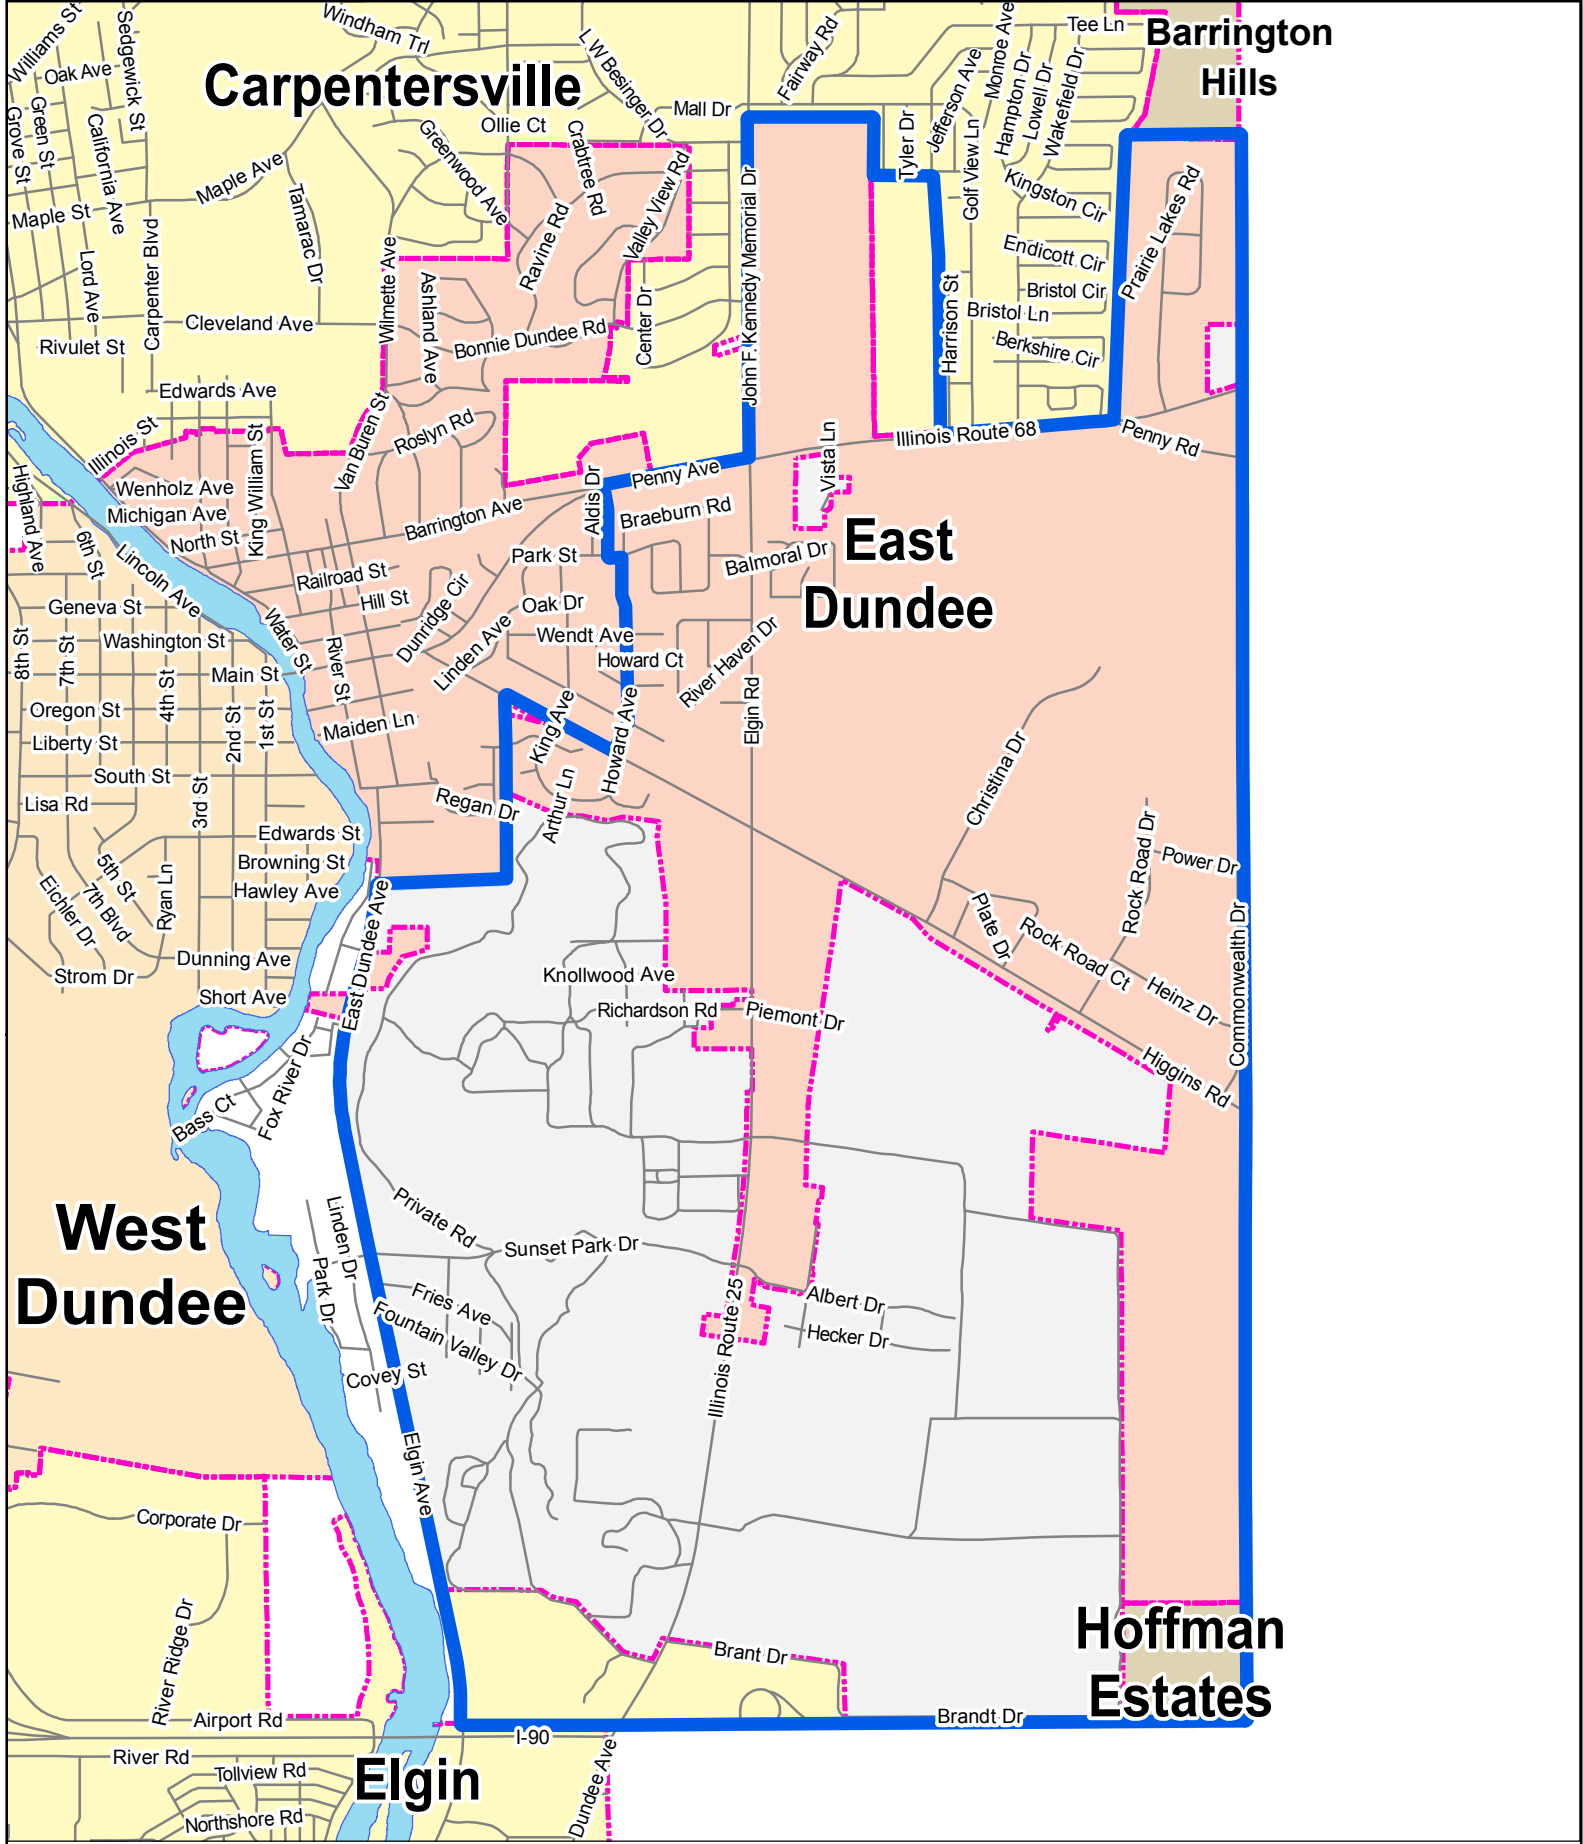 Williams St
Sedgewick St
Windham Trl
L W Besinger Dr
Fairway Rd
Monroe Ave
Tee Ln
Barrington
Hills
Oak Ave
Carpentersville
Mall Dr
Jefferson Ave
Hampton Dr
Lowell Dr
Wakefield Dr
Grove St
Green St
California Ave
Ollie Ct
Greenwood Ave
Crabtree Rd
Tyler Dr
Golf View Ln
Maple Ave
Tamarac Dr
Valley View Rd
Kingston Cir
Prairie Lakes Rd
Maple St
Ravine Rd
John F. Kennedy Memorial Dr
Endicott Cir
Lord Ave
Carpenter Blvd
Wilmette Ave
Ashland Ave
Center Dr
Harrison St
Bristol Cir
Bristol Ln
Cleveland Ave
Bonnie Dundee Rd
Berkshire Cir
Rivulet St
Edwards Ave
Van Buren St
Roslyn Rd
Illinois St
King William St
Illinois Route 68
Penny Rd
Vista Ln
Highland Ave
Wenholz Ave
Michigan Ave
North St
Penny Ave
Aldis Dr
Braeburn Rd
Barrington Ave
East
Dundee
6th St
Lincoln Ave
Park St
Balmoral Dr
Railroad St
Hill St
Dunridge Cir
Oak Dr
Geneva St
Washington St
Water St
River St
Linden Ave
Wendt Ave
Howard Ct
River Haven Dr
8th St
7th St
4th St
Main St
Oregon St
2nd St
1st St
Maiden Ln
King Ave
Howard Ave
Elgin Rd
Liberty St
South St
3rd St
Lisa Rd
Regan Dr
Arthur Ln
Christina Dr
Edwards St
Browning St
Hawley Ave
5th St
7th Blvd
Eichler Dr
Ryan Ln
Rock Road Dr
Power Dr
Plate Dr
Rock Road Ct
Heinz Dr
Commonwealth Dr
East Dundee Ave
Dunning Ave
Strom Dr
Short Ave
Knollwood Ave
Richardson Rd
Piemont Dr
Higgins Rd
Fox River Dr
Bass Ct
West
Dundee
Private Rd
Sunset Park Dr
Linden Dr
Park Dr
Fries Ave
Fountain Valley Dr
Illinois Route 25
Albert Dr
Hecker Dr
Covey St
Elgin Ave
Corporate Dr
River Ridge Dr
Brant Dr
Hoffman
Estates
Airport Rd
Brandt Dr
I-90
River Rd
Tollview Rd
Elgin
Dundee Ave
Northshore Rd